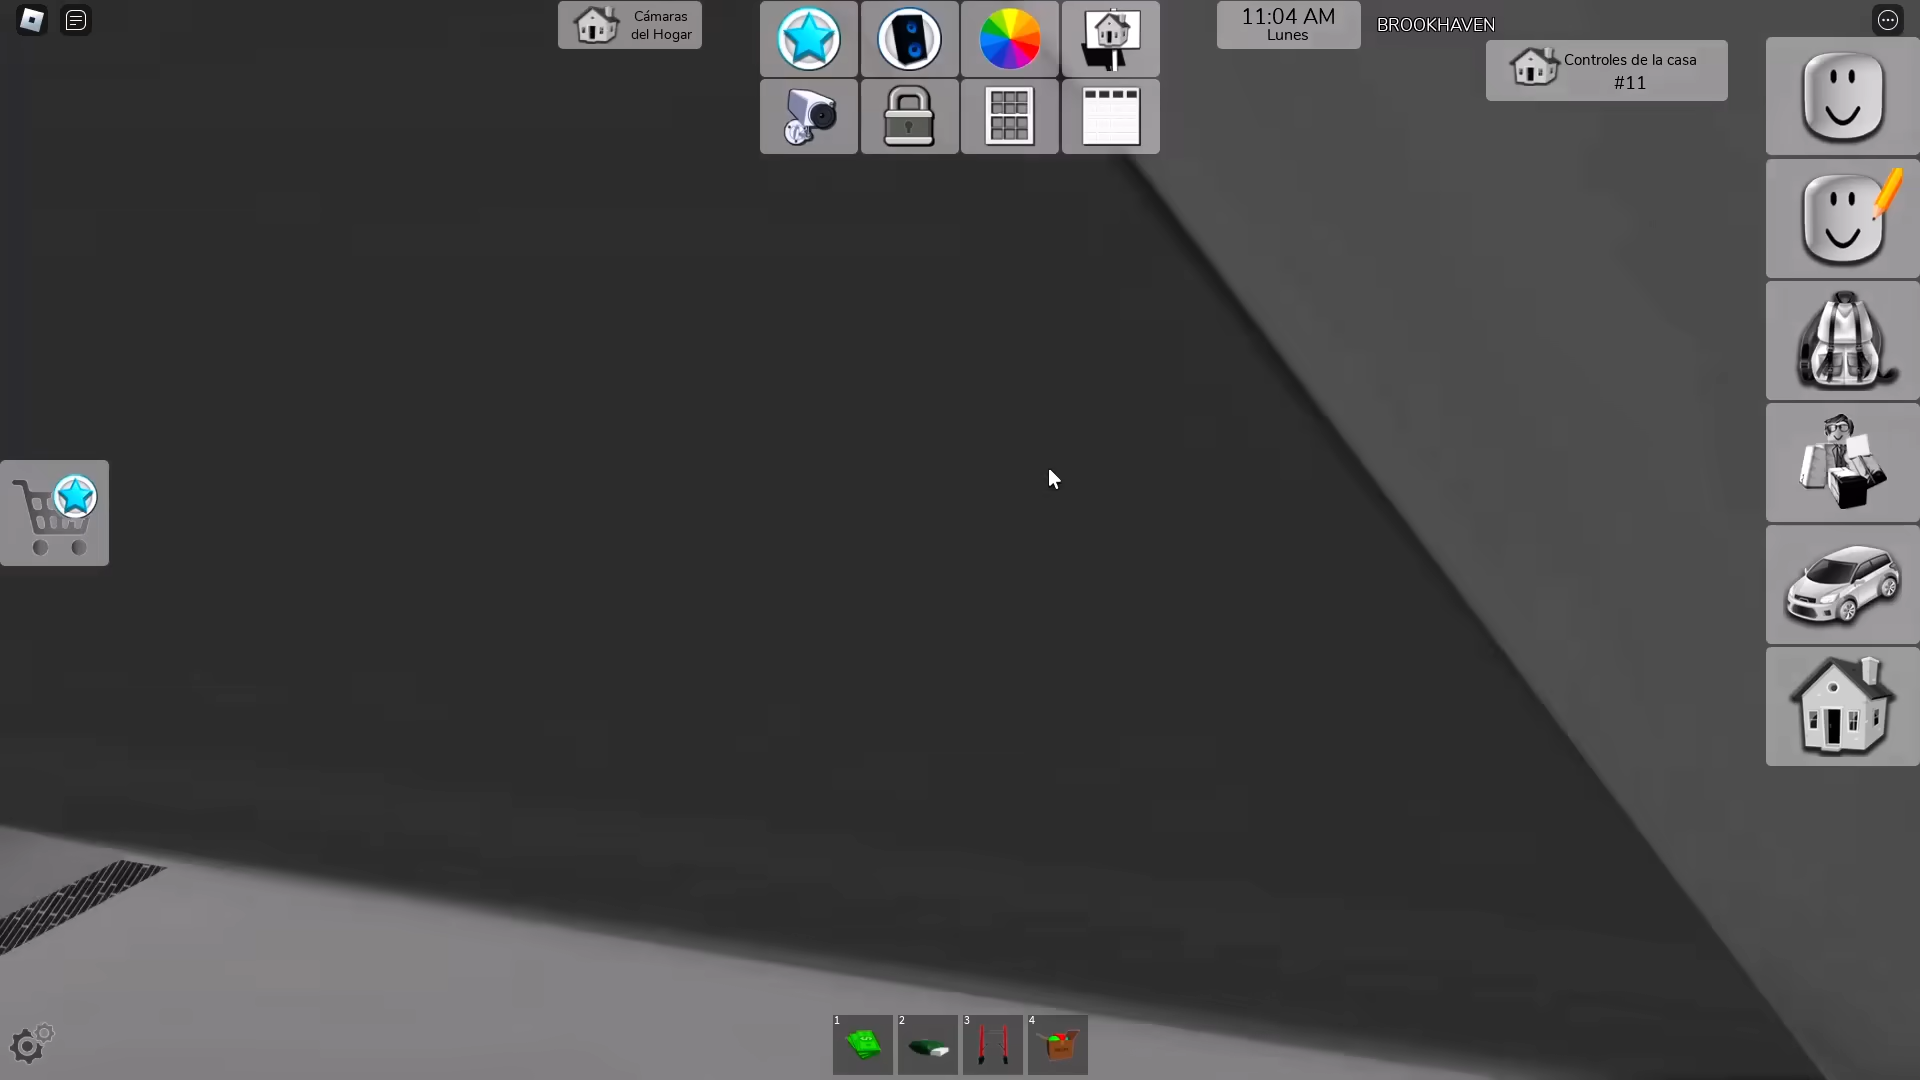 Cámaras
del Hogar
11:04 AM
Lunes
BROOKHAVEN
Controles de la casa
#11
1
2
3
4